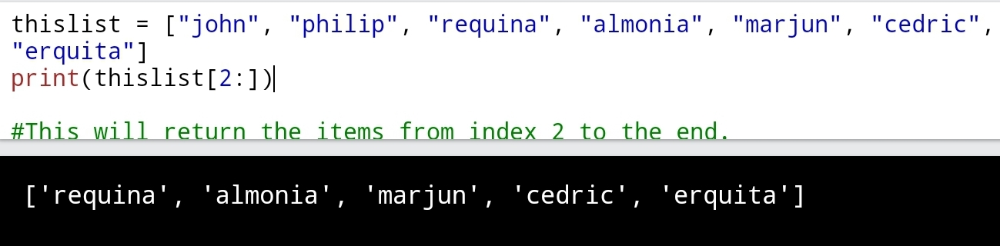 thislist = ["john", "philip", "requina", "almonia", "marjun", "cedric",
"erquita"]
print(thislist[2:])
#This will return the items from index 2 to the end.
['requina', 'almonia', 'marjun', 'cedric', 'erquita']